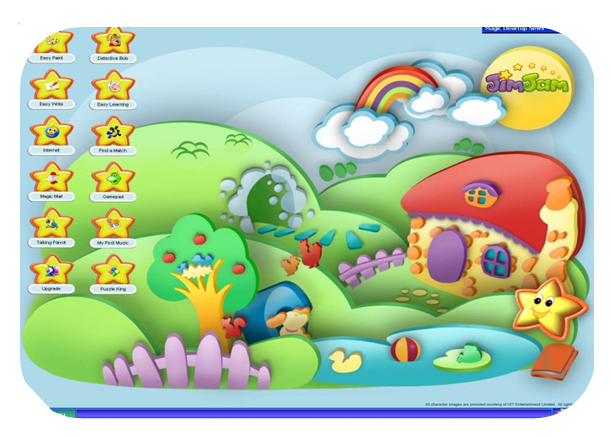 Magic Desktop News
Easy Paint
Detective Bob
JimJam
Easy Write
Easy Learning
Internet
Find a Match
Magic Mail
Gamepad
Talking Parrot
My First Music
Upgrade
Puzzle King
All character images are provided courtesy of HIT Entertainment Limited. All right